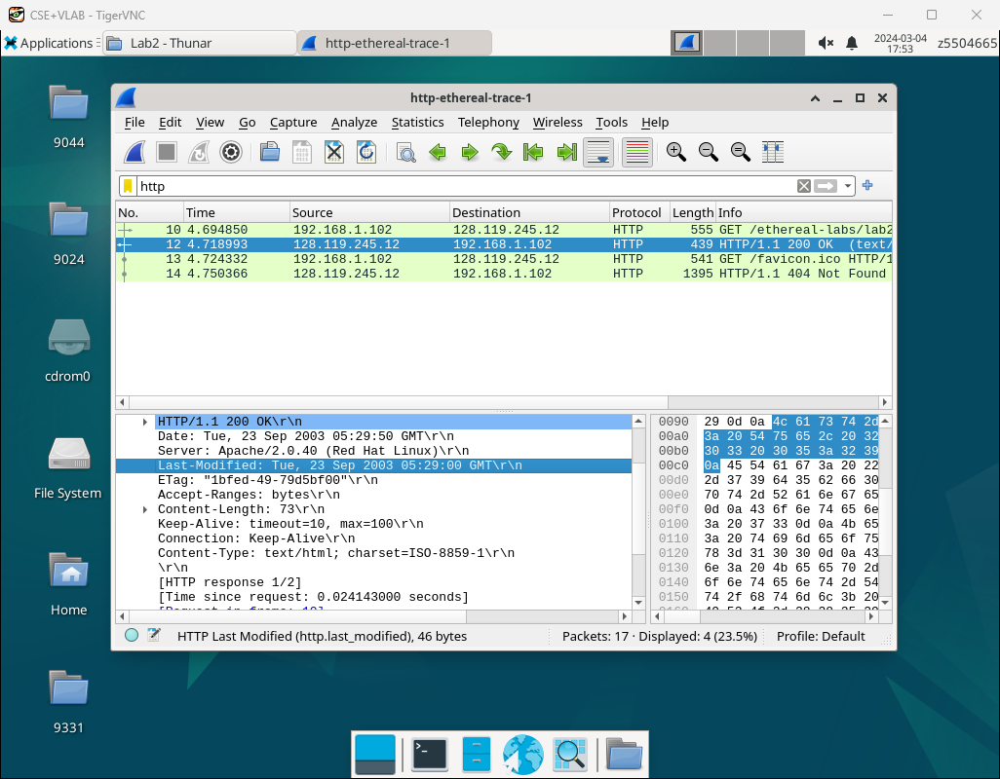 CSE+VLAB - TigerVNC
Applications
Lab2 - Thunar
http-ethereal-trace-1
2024-03-04
17:53
z5504665
9044
9024
cdrom0
File System
Home
9331
http-ethereal-trace-1
File Edit View Go Capture Analyze Statistics Telephony Wireless Tools Help
http
No. Time Source Destination Protocol Length Info
10 4.694850 192.168.1.102 128.119.245.12 HTTP 555 GET /ethereal-labs/lab2
12 4.718993 128.119.245.12 192.168.1.102 HTTP 439 HTTP/1.1 200 OK (text/
13 4.724332 192.168.1.102 128.119.245.12 HTTP 541 GET /favicon.ico HTTP/1
14 4.750366 128.119.245.12 192.168.1.102 HTTP 1395 HTTP/1.1 404 Not Found
HTTP/1.1 200 OK\r\n
Date: Tue, 23 Sep 2003 05:29:50 GMT\r\n
Server: Apache/2.0.40 (Red Hat Linux)\r\n
Last-Modified: Tue, 23 Sep 2003 05:29:00 GMT\r\n
ETag: "1bfed-49-79d5bf00"\r\n
Accept-Ranges: bytes\r\n
Content-Length: 73\r\n
Keep-Alive: timeout=10, max=100\r\n
Connection: Keep-Alive\r\n
Content-Type: text/html; charset=ISO-8859-1\r\n
\r\n
[HTTP response 1/2]
[Time since request: 0.024143000 seconds]
[Request in frame: 10]
0090 29 0d 0a 4c 61 73 74 2d
00a0 3a 20 54 75 65 2c 20 32
00b0 30 33 20 30 35 3a 32 39
00c0 0a 45 54 61 67 3a 20 22
00d0 2d 37 39 64 35 62 66 30
00e0 70 74 2d 52 61 6e 67 65
00f0 0d 0a 43 6f 6e 74 65 6e
0100 3a 20 37 33 0d 0a 4b 65
0110 3a 20 74 69 6d 65 6f 75
0120 78 3d 31 30 30 0d 0a 43
0130 6e 3a 20 4b 65 65 70 2d
0140 6f 6e 74 65 6e 74 2d 54
0150 74 2f 68 74 6d 6c 3b 20
HTTP Last Modified (http.last_modified), 46 bytes
Packets: 17 · Displayed: 4 (23.5%)
Profile: Default